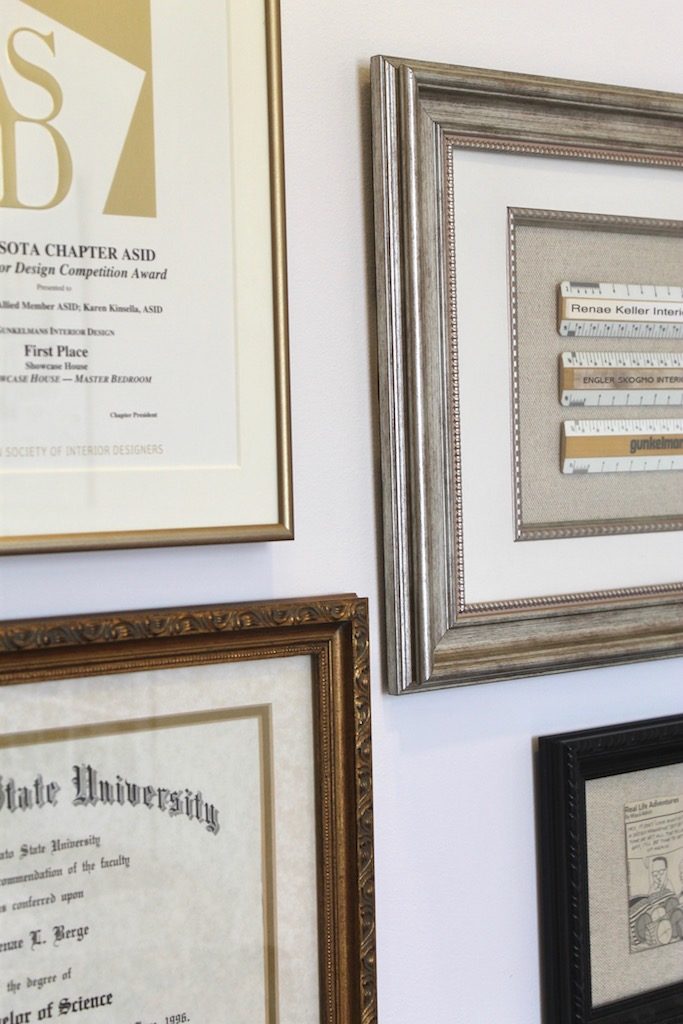 S
D
SOTA CHAPTER ASID
or Design Competition Award
Presented to
Allied Member ASID; Karen Kinsella, ASID
GUNKELMANS INTERIOR DESIGN
First Place
Showcase House
WCASE HOUSE — MASTER BEDROOM
Chapter President
N SOCIETY OF INTERIOR DESIGNERS
Renae Keller Interi
ENGLER SKOGMO INTERI
gunkelman
State University
ato State University
commendation of the faculty
as conferred upon
enae L. Berge
the degree of
elor of Science
1996.
Real Life Adventures